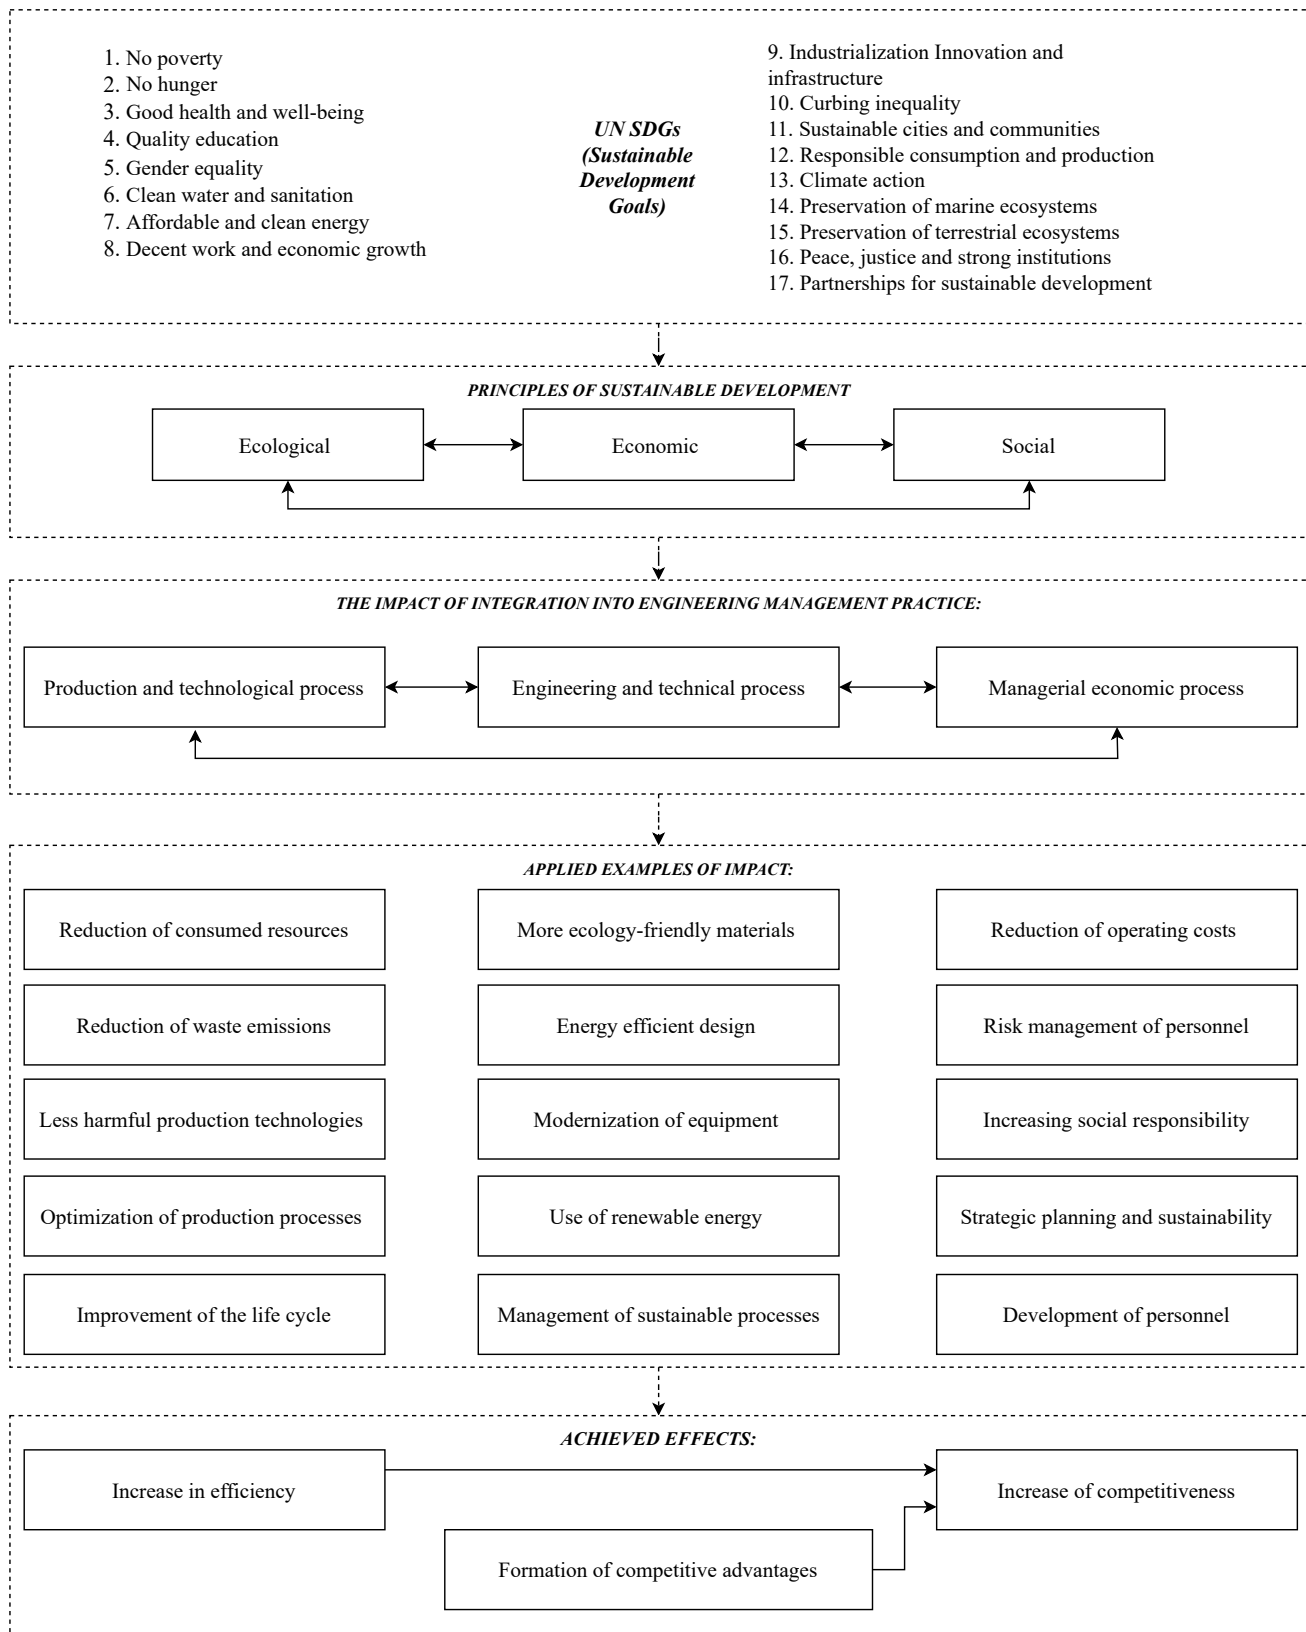 1. No poverty
2. No hunger
3. Good health and well-being
4. Quality education
5. Gender equality
6. Clean water and sanitation
7. Affordable and clean energy
8. Decent work and economic growth
UN SDGs
(Sustainable
Development
Goals)
9. Industrialization Innovation and
infrastructure
10. Curbing inequality
11. Sustainable cities and communities
12. Responsible consumption and production
13. Climate action
14. Preservation of marine ecosystems
15. Preservation of terrestrial ecosystems
16. Peace, justice and strong institutions
17. Partnerships for sustainable development
PRINCIPLES OF SUSTAINABLE DEVELOPMENT
Ecological
Economic
Social
THE IMPACT OF INTEGRATION INTO ENGINEERING MANAGEMENT PRACTICE:
Production and technological process
Engineering and technical process
Managerial economic process
APPLIED EXAMPLES OF IMPACT:
Reduction of consumed resources
More ecology-friendly materials
Reduction of operating costs
Reduction of waste emissions
Energy efficient design
Risk management of personnel
Less harmful production technologies
Modernization of equipment
Increasing social responsibility
Optimization of production processes
Use of renewable energy
Strategic planning and sustainability
Improvement of the life cycle
Management of sustainable processes
Development of personnel
ACHIEVED EFFECTS:
Increase in efficiency
Increase of competitiveness
Formation of competitive advantages